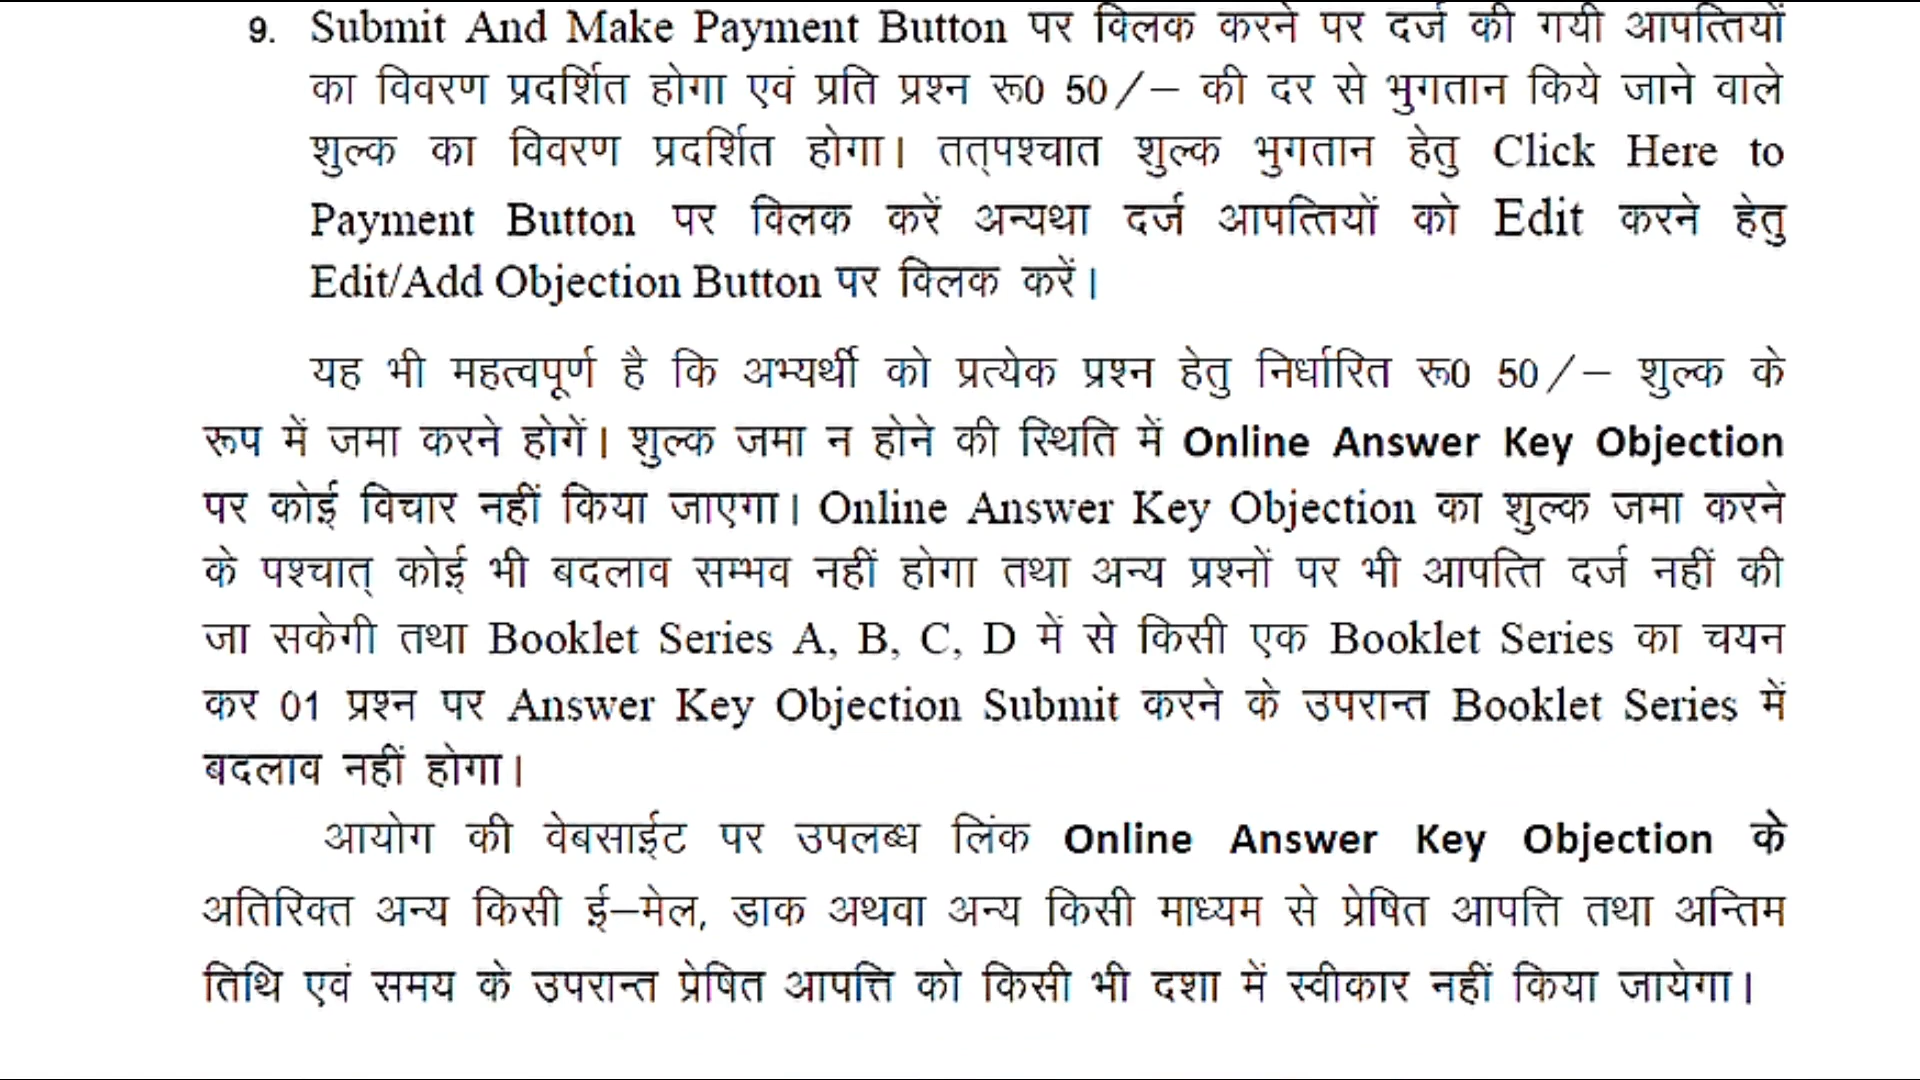 9. Submit And Make Payment Button पर क्लिक करने पर दर्ज की गयी आपत्तियों
का विवरण प्रदर्शित होगा एवं प्रति प्रश्न रू0 50/– की दर से भुगतान किये जाने वाले
शुल्क का विवरण प्रदर्शित होगा। तत्पश्चात शुल्क भुगतान हेतु Click Here to
Payment Button पर क्लिक करें अन्यथा दर्ज आपत्तियों को Edit करने हेतु
Edit/Add Objection Button पर क्लिक करें।
यह भी महत्वपूर्ण है कि अभ्यर्थी को प्रत्येक प्रश्न हेतु निर्धारित रू0 50/– शुल्क के
रूप में जमा करने होगें। शुल्क जमा न होने की स्थिति में Online Answer Key Objection
पर कोई विचार नहीं किया जाएगा। Online Answer Key Objection का शुल्क जमा करने
के पश्चात् कोई भी बदलाव सम्भव नहीं होगा तथा अन्य प्रश्नों पर भी आपत्ति दर्ज नहीं की
जा सकेगी तथा Booklet Series A, B, C, D में से किसी एक Booklet Series का चयन
कर 01 प्रश्न पर Answer Key Objection Submit करने के उपरान्त Booklet Series में
बदलाव नहीं होगा।
आयोग की वेबसाईट पर उपलब्ध लिंक Online Answer Key Objection के
अतिरिक्त अन्य किसी ई–मेल, डाक अथवा अन्य किसी माध्यम से प्रेषित आपत्ति तथा अन्तिम
तिथि एवं समय के उपरान्त प्रेषित आपत्ति को किसी भी दशा में स्वीकार नहीं किया जायेगा।